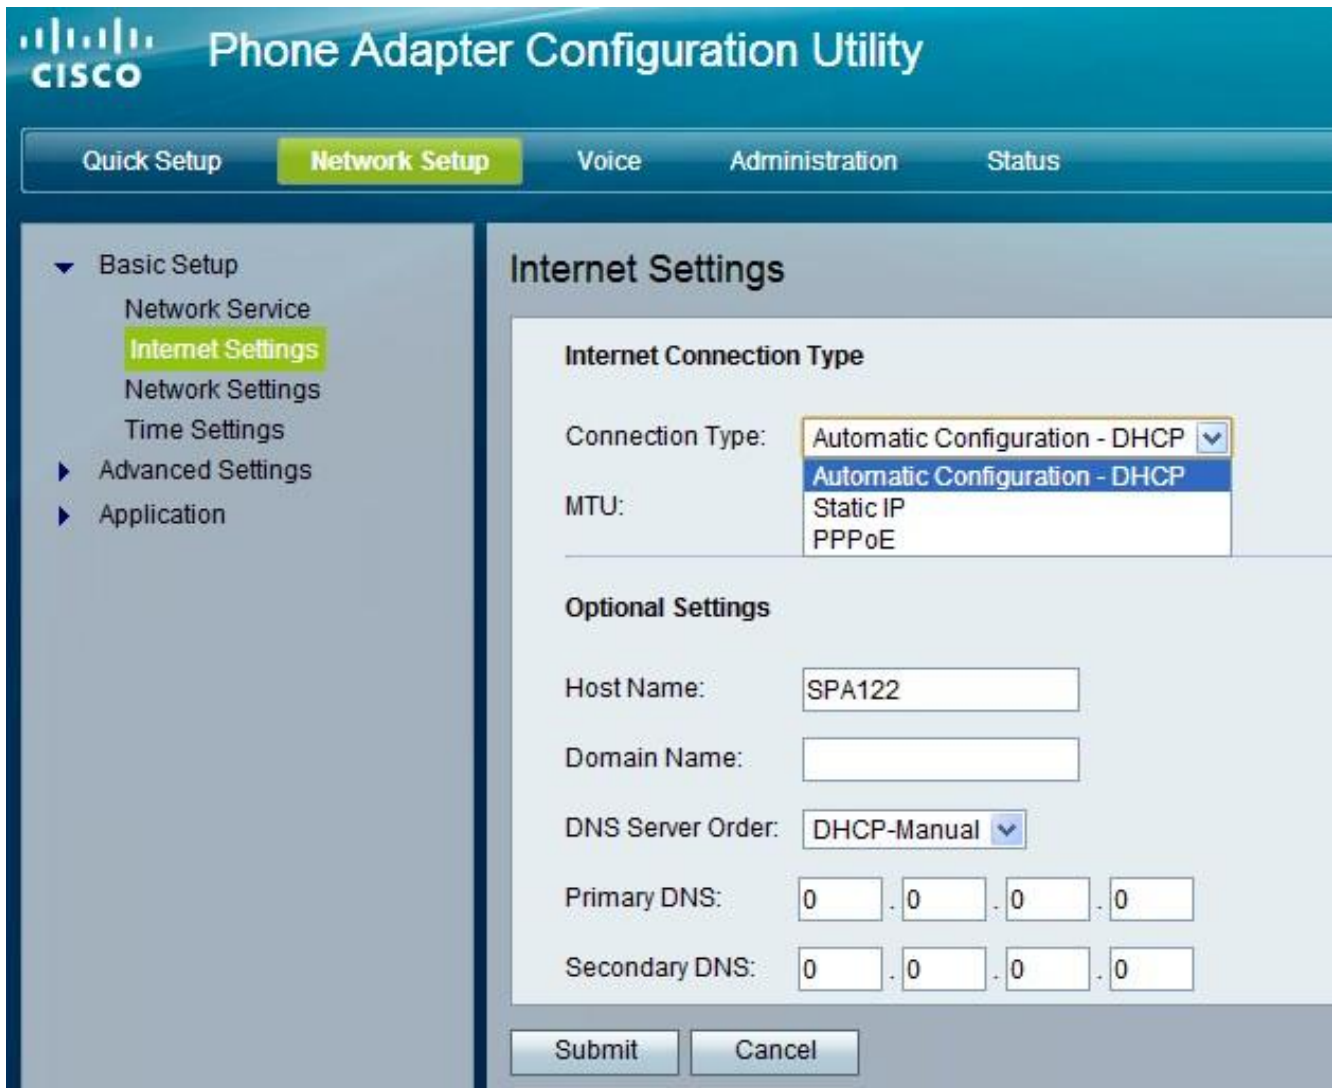 CISCO
Phone Adapter Configuration Utility
Quick Setup Network Setup Voice Administration Status
Basic Setup
Network Service
Internet Settings
Network Settings
Time Settings
Advanced Settings
Application
Internet Settings
Internet Connection Type
Connection Type: Automatic Configuration - DHCP
Automatic Configuration - DHCP
MTU: Static IP
PPPoE
Optional Settings
Host Name: SPA122
Domain Name:
DNS Server Order: DHCP-Manual
Primary DNS: 0 . 0 . 0 . 0
Secondary DNS: 0 . 0 . 0 . 0
Submit Cancel